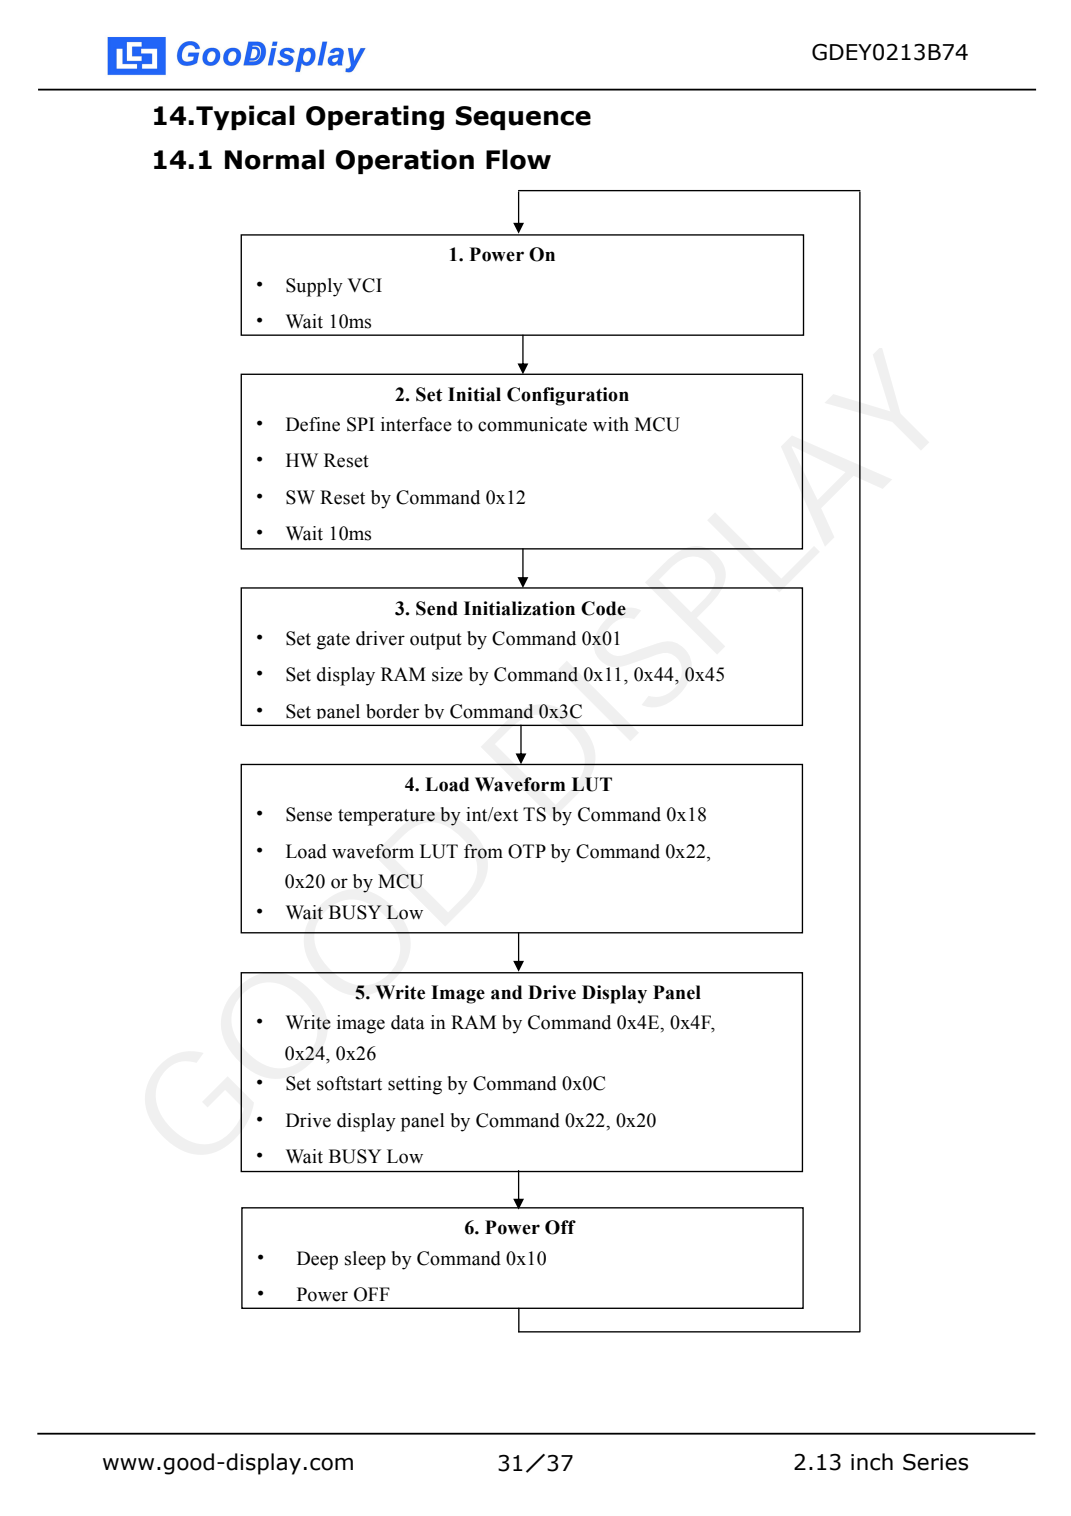 GooDisplay
GDEY0213B74
14.Typical Operating Sequence
14.1 Normal Operation Flow
1. Power On
• Supply VCI
• Wait 10ms
2. Set Initial Configuration
• Define SPI interface to communicate with MCU
• HW Reset
• SW Reset by Command 0x12
• Wait 10ms
3. Send Initialization Code
• Set gate driver output by Command 0x01
• Set display RAM size by Command 0x11, 0x44, 0x45
• Set panel border by Command 0x3C
4. Load Waveform LUT
• Sense temperature by int/ext TS by Command 0x18
• Load waveform LUT from OTP by Command 0x22,
0x20 or by MCU
• Wait BUSY Low
5. Write Image and Drive Display Panel
• Write image data in RAM by Command 0x4E, 0x4F,
0x24, 0x26
• Set softstart setting by Command 0x0C
• Drive display panel by Command 0x22, 0x20
• Wait BUSY Low
6. Power Off
• Deep sleep by Command 0x10
• Power OFF
GOOD DISPLAY
www.good-display.com
31/37
2.13 inch Series